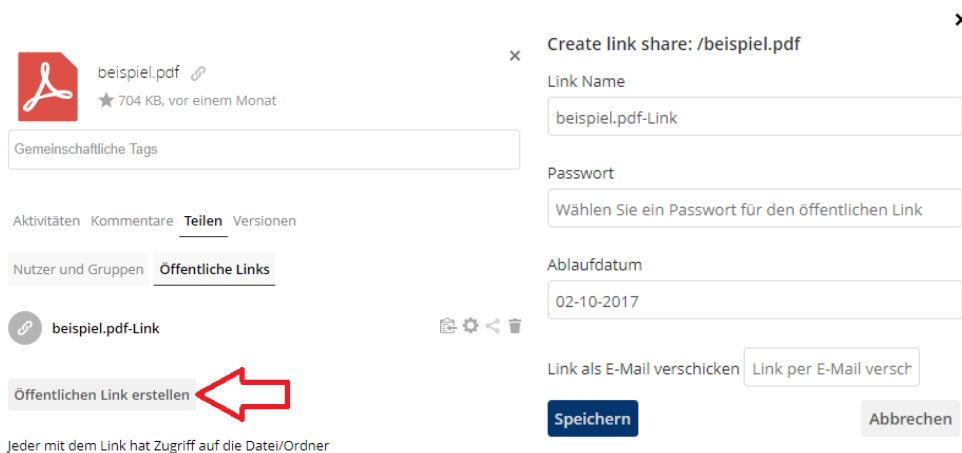 beispiel.pdf
704 KB, vor einem Monat
Gemeinschaftliche Tags
Aktivitäten Kommentare Teilen Versionen
Nutzer und Gruppen Öffentliche Links
beispiel.pdf-Link
Öffentlichen Link erstellen
Jeder mit dem Link hat Zugriff auf die Datei/Ordner
Create link share: /beispiel.pdf
Link Name
beispiel.pdf-Link
Passwort
Wählen Sie ein Passwort für den öffentlichen Link
Ablaufdatum
02-10-2017
Link als E-Mail verschicken Link per E-Mail versch
Speichern Abbrechen